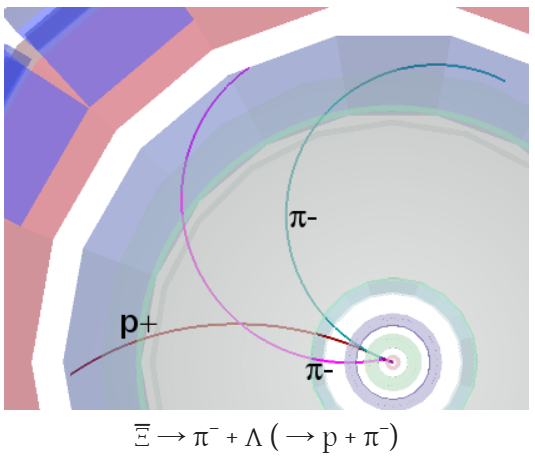 π-
p+
π-
Ξ̅ → π⁻ + Λ ( → p + π⁻)